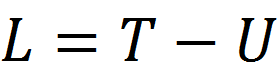 L = T − U